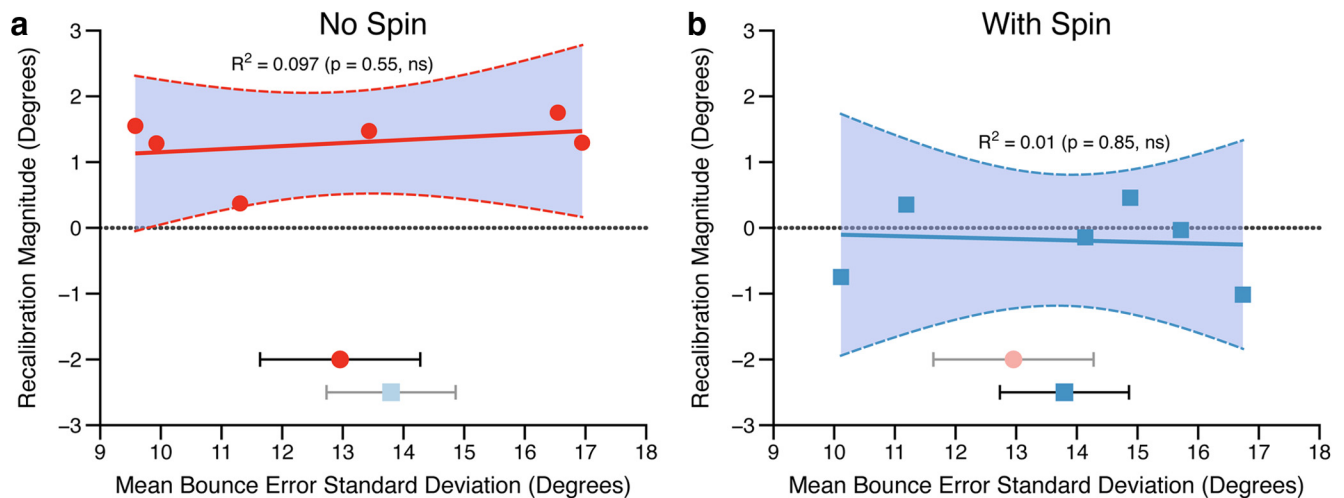 a
No Spin
R² = 0.097 (p = 0.55, ns)
Recalibration Magnitude (Degrees)
3
2
1
0
−1
−2
−3
9 10 11 12 13 14 15 16 17 18
Mean Bounce Error Standard Deviation (Degrees)
b
With Spin
R² = 0.01 (p = 0.85, ns)
Recalibration Magnitude (Degrees)
3
2
1
0
−1
−2
−3
9 10 11 12 13 14 15 16 17 18
Mean Bounce Error Standard Deviation (Degrees)